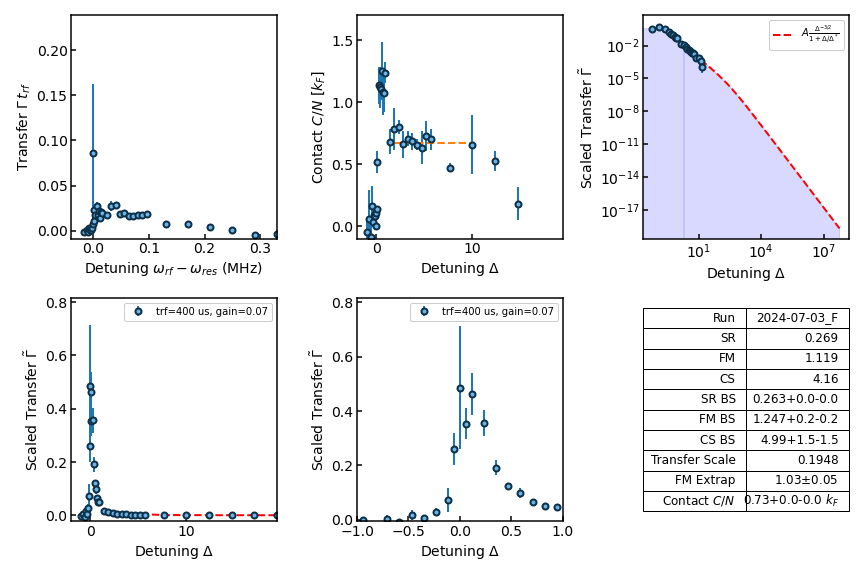 0.20
0.15
0.10
0.05
0.00
Transfer Γ t_rf
0.0 0.1 0.2 0.3
Detuning ω_rf − ω_res (MHz)
1.5
1.0
0.5
0.0
Contact C/N [k_F]
0 10
Detuning Δ
10^−2
10^−5
10^−8
10^−11
10^−14
10^−17
Scaled Transfer Γ̃
10^1 10^4 10^7
Detuning Δ
A Δ^−3/2 / 1 + Δ/Δ^*
0.8
0.6
0.4
0.2
0.0
Scaled Transfer Γ̃
0 10
Detuning Δ
trf=400 us, gain=0.07
0.8
0.6
0.4
0.2
0.0
Scaled Transfer Γ̃
−1.0 −0.5 0.0 0.5 1.0
Detuning Δ
trf=400 us, gain=0.07
Run 2024-07-03_F
SR 0.269
FM 1.119
CS 4.16
SR BS 0.263+0.0-0.0
FM BS 1.247+0.2-0.2
CS BS 4.99+1.5-1.5
Transfer Scale 0.1948
FM Extrap 1.03±0.05
Contact C/N 0.73+0.0-0.0 k_F